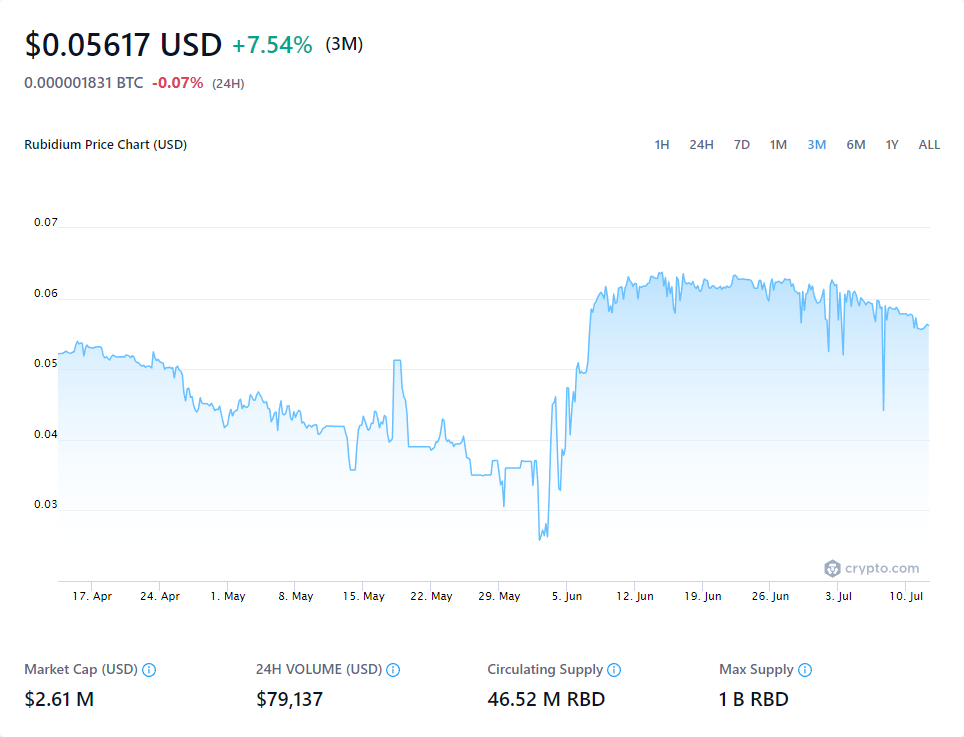 $0.05617 USD +7.54% (3M)
0.000001831 BTC -0.07% (24H)
Rubidium Price Chart (USD) 1H 24H 7D 1M 3M 6M 1Y ALL
0.07
0.06
0.05
0.04
0.03
crypto.com
17. Apr 24. Apr 1. May 8. May 15. May 22. May 29. May 5. Jun 12. Jun 19. Jun 26. Jun 3. Jul 10. Jul
Market Cap (USD) 24H VOLUME (USD) Circulating Supply Max Supply
$2.61 M $79,137 46.52 M RBD 1 B RBD